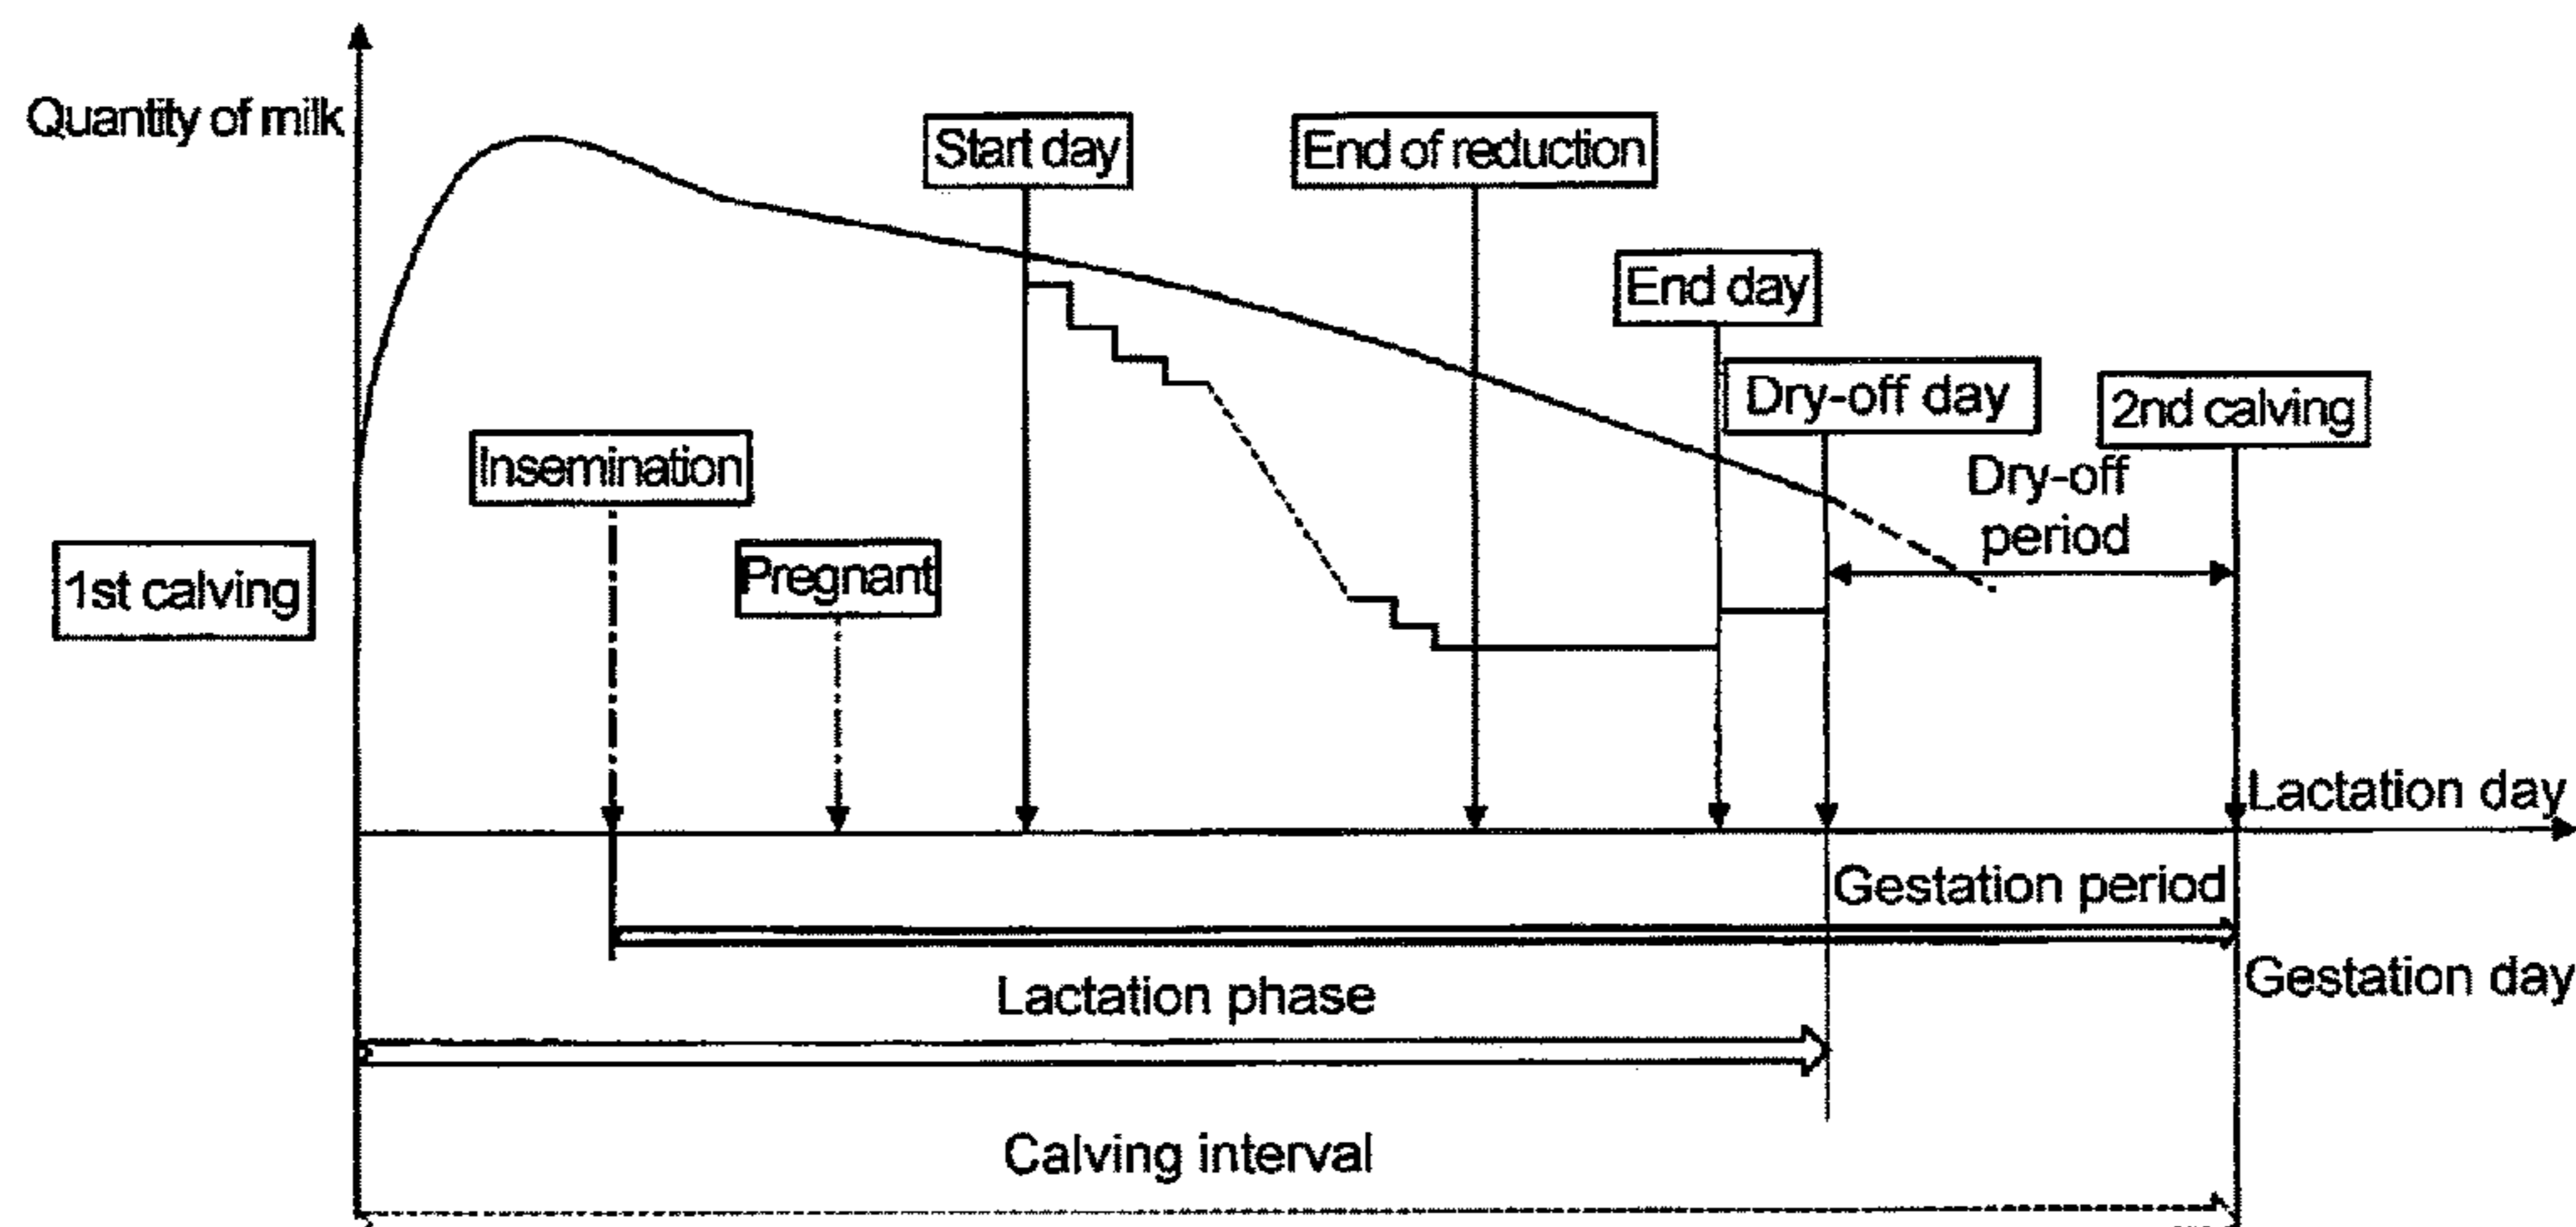 Quantity of milk
Start day
End of reduction
End day
Dry-off day
2nd calving
Dry-off
period
Insemination
Pregnant
1st calving
Lactation day
Gestation period
Gestation day
Lactation phase
Calving interval